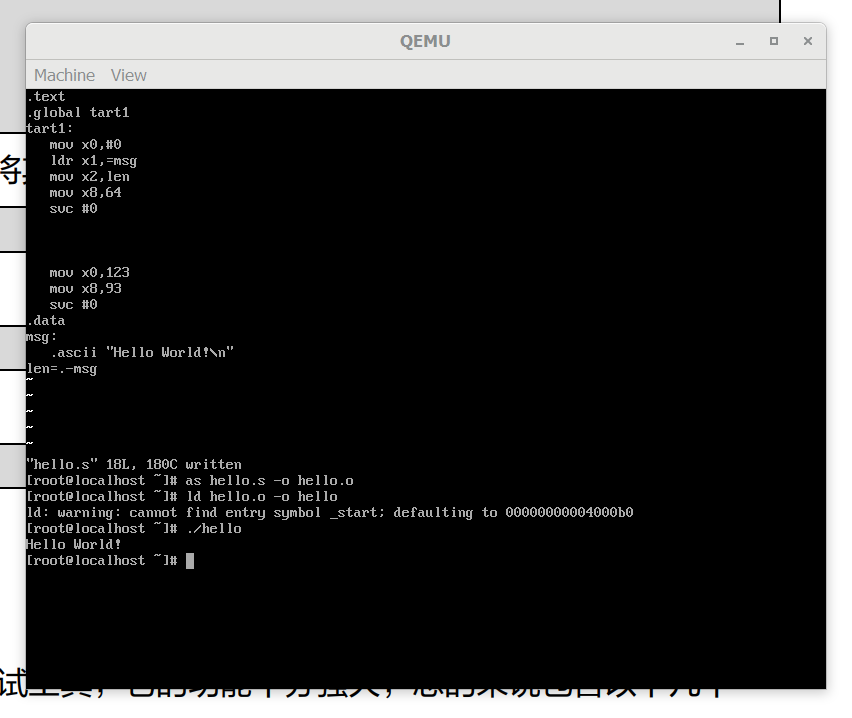 QEMU
Machine View
.text
.global tart1
tart1:
mov x0,#0
ldr x1,=msg
mov x2,len
mov x8,64
svc #0
mov x0,123
mov x8,93
svc #0
.data
msg:
.ascii "Hello World!\n"
len=.-msg
~
~
~
~
~
"hello.s" 18L, 180C written
[root@localhost ~]# as hello.s -o hello.o
[root@localhost ~]# ld hello.o -o hello
ld: warning: cannot find entry symbol _start; defaulting to 00000000004000b0
[root@localhost ~]# ./hello
Hello World!
[root@localhost ~]#